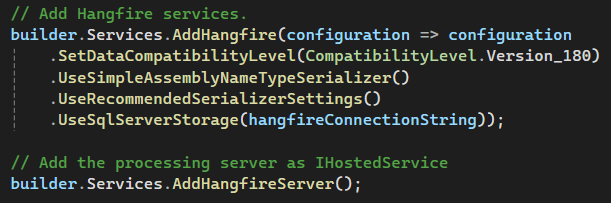 // Add Hangfire services.
builder.Services.AddHangfire(configuration => configuration
    .SetDataCompatibilityLevel(CompatibilityLevel.Version_180)
    .UseSimpleAssemblyNameTypeSerializer()
    .UseRecommendedSerializerSettings()
    .UseSqlServerStorage(hangfireConnectionString));
// Add the processing server as IHostedService
builder.Services.AddHangfireServer();